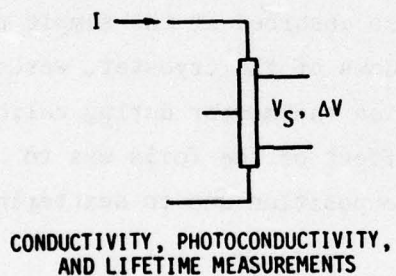 I
V_S, ΔV
CONDUCTIVITY, PHOTOCONDUCTIVITY,
AND LIFETIME MEASUREMENTS